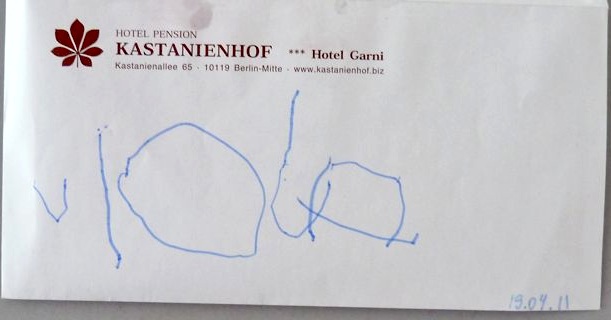 HOTEL PENSION
KASTANIENHOF *** Hotel Garni
Kastanienallee 65 · 10119 Berlin-Mitte · www.kastanienhof.biz
19.04.11